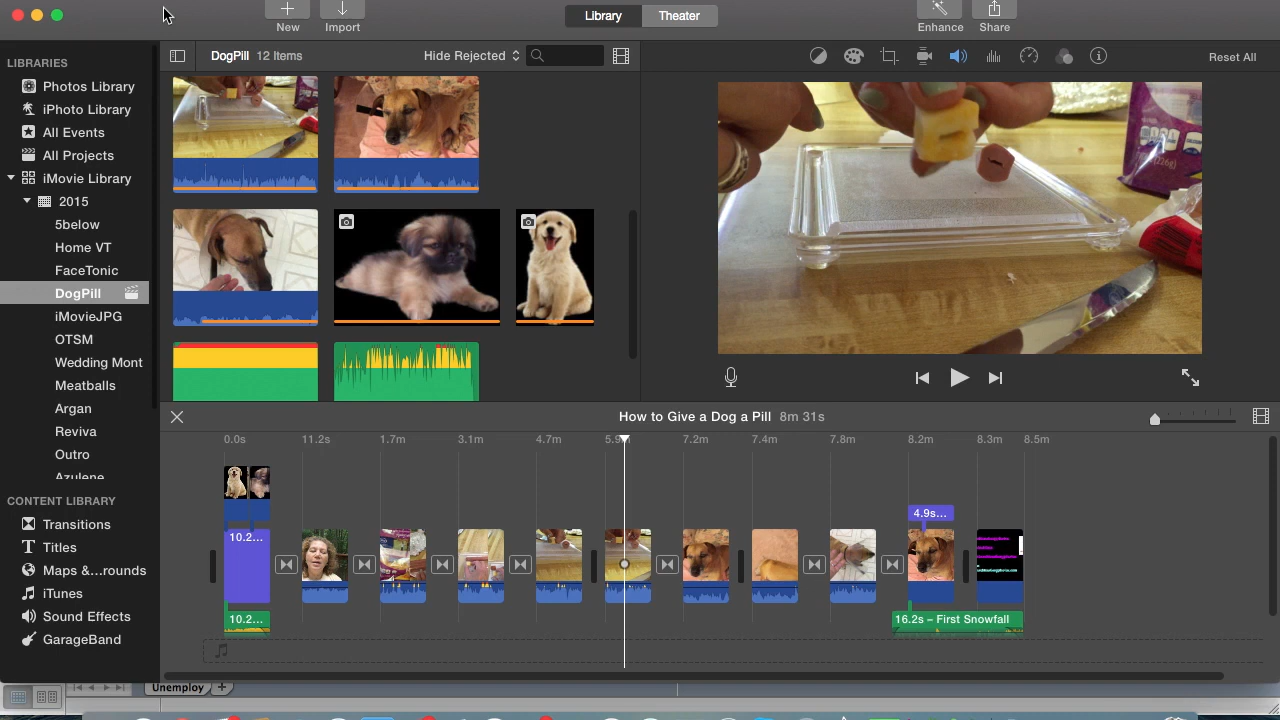 Library
Theater
New
Import
Enhance
Share
LIBRARIES
Photos Library
iPhoto Library
All Events
All Projects
iMovie Library
2015
5below
Home VT
FaceTonic
DogPill
iMovieJPG
OTSM
Wedding Mont
Meatballs
Argan
Reviva
Outro
Azulene
CONTENT LIBRARY
Transitions
Titles
Maps &...rounds
iTunes
Sound Effects
GarageBand
DogPill 12 Items
Hide Rejected
Reset All
How to Give a Dog a Pill 8m 31s
0.0s 11.2s 1.7m 3.1m 4.7m 7.2m 7.4m 7.8m 8.2m 8.3m 8.5m
4.9s...
10.2...
10.2...
16.2s – First Snowfall
Unemploy